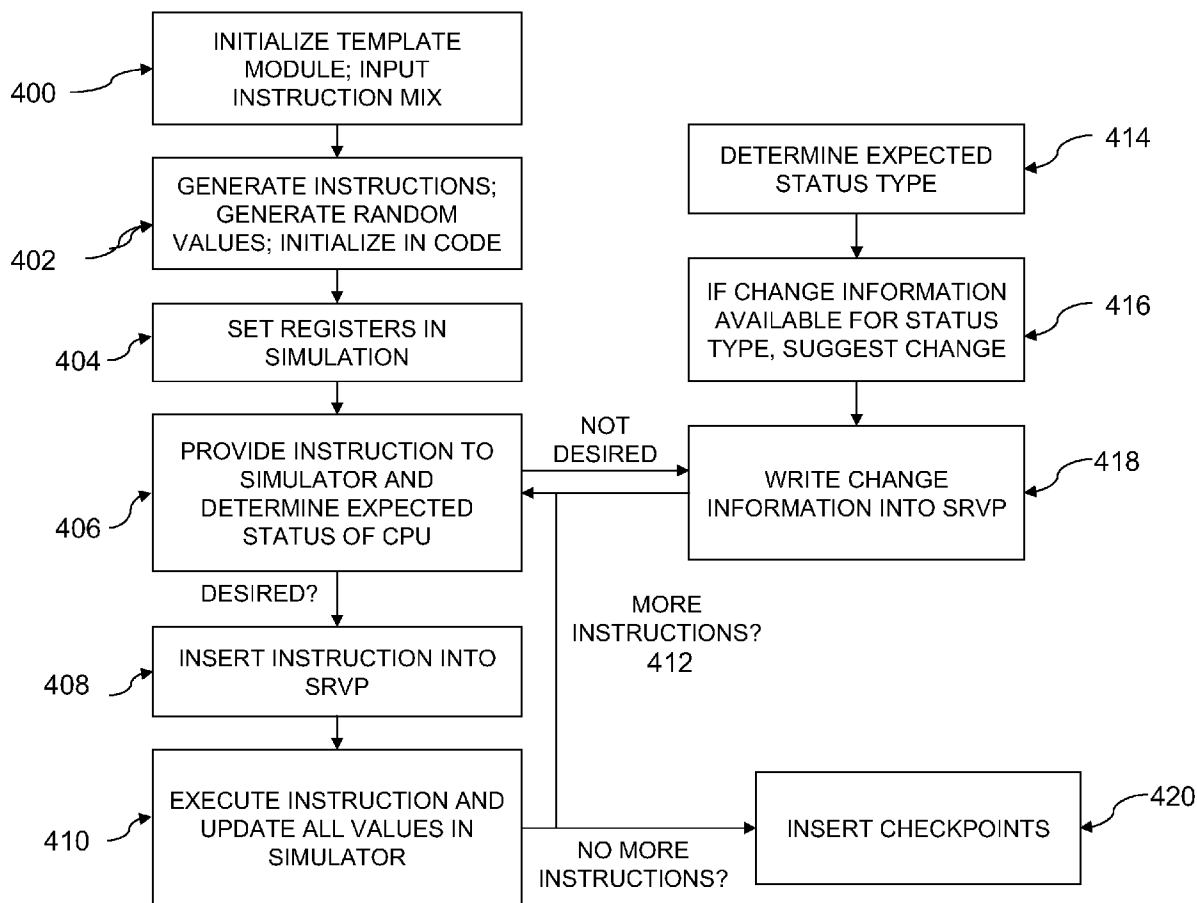 INITIALIZE TEMPLATE
MODULE; INPUT
INSTRUCTION MIX
400
GENERATE INSTRUCTIONS;
GENERATE RANDOM
VALUES; INITIALIZE IN CODE
402
SET REGISTERS IN
SIMULATION
404
PROVIDE INSTRUCTION TO
SIMULATOR AND
DETERMINE EXPECTED
STATUS OF CPU
406
DESIRED?
INSERT INSTRUCTION INTO
SRVP
408
EXECUTE INSTRUCTION AND
UPDATE ALL VALUES IN
SIMULATOR
410
DETERMINE EXPECTED
STATUS TYPE
414
IF CHANGE INFORMATION
AVAILABLE FOR STATUS
TYPE, SUGGEST CHANGE
416
NOT
DESIRED
WRITE CHANGE
INFORMATION INTO SRVP
418
MORE
INSTRUCTIONS?
412
NO MORE
INSTRUCTIONS?
INSERT CHECKPOINTS
420